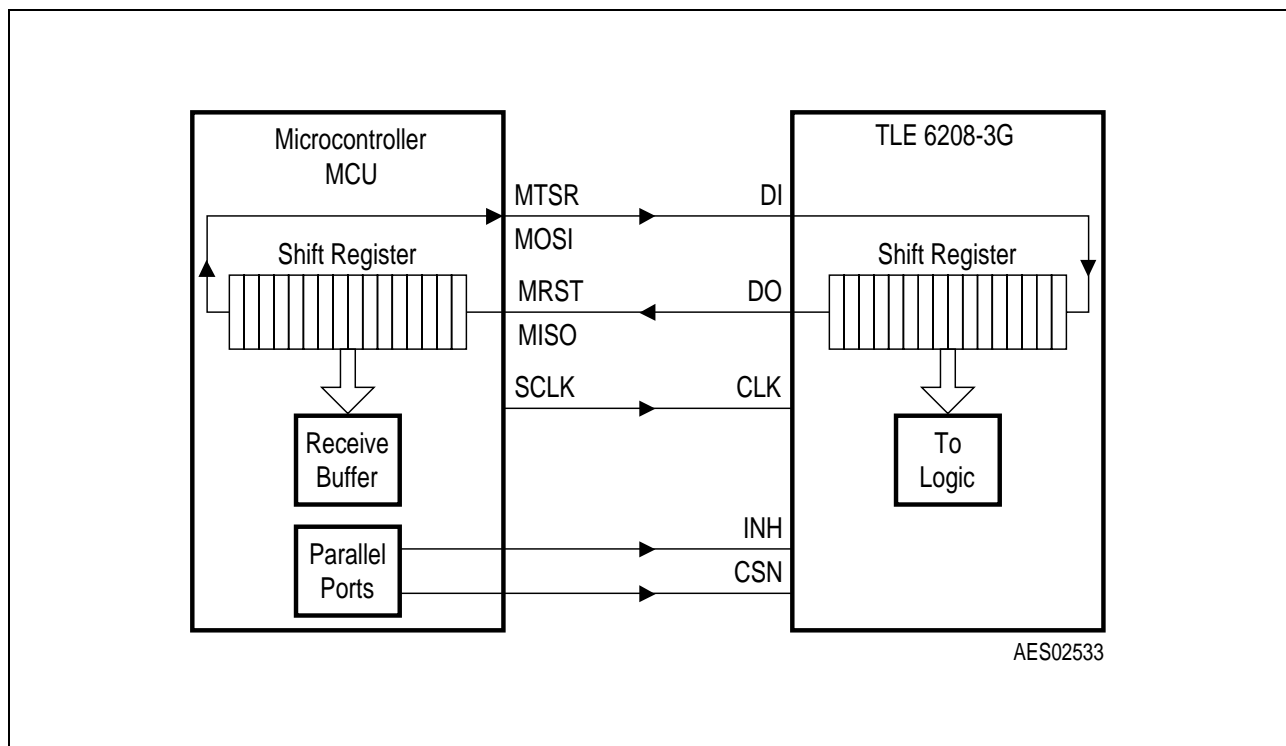 Microcontroller
MCU
TLE 6208-3G
MTSR
DI
MOSI
Shift Register
Shift Register
MRST
DO
MISO
SCLK
CLK
Receive
Buffer
To
Logic
INH
Parallel
Ports
CSN
AES02533